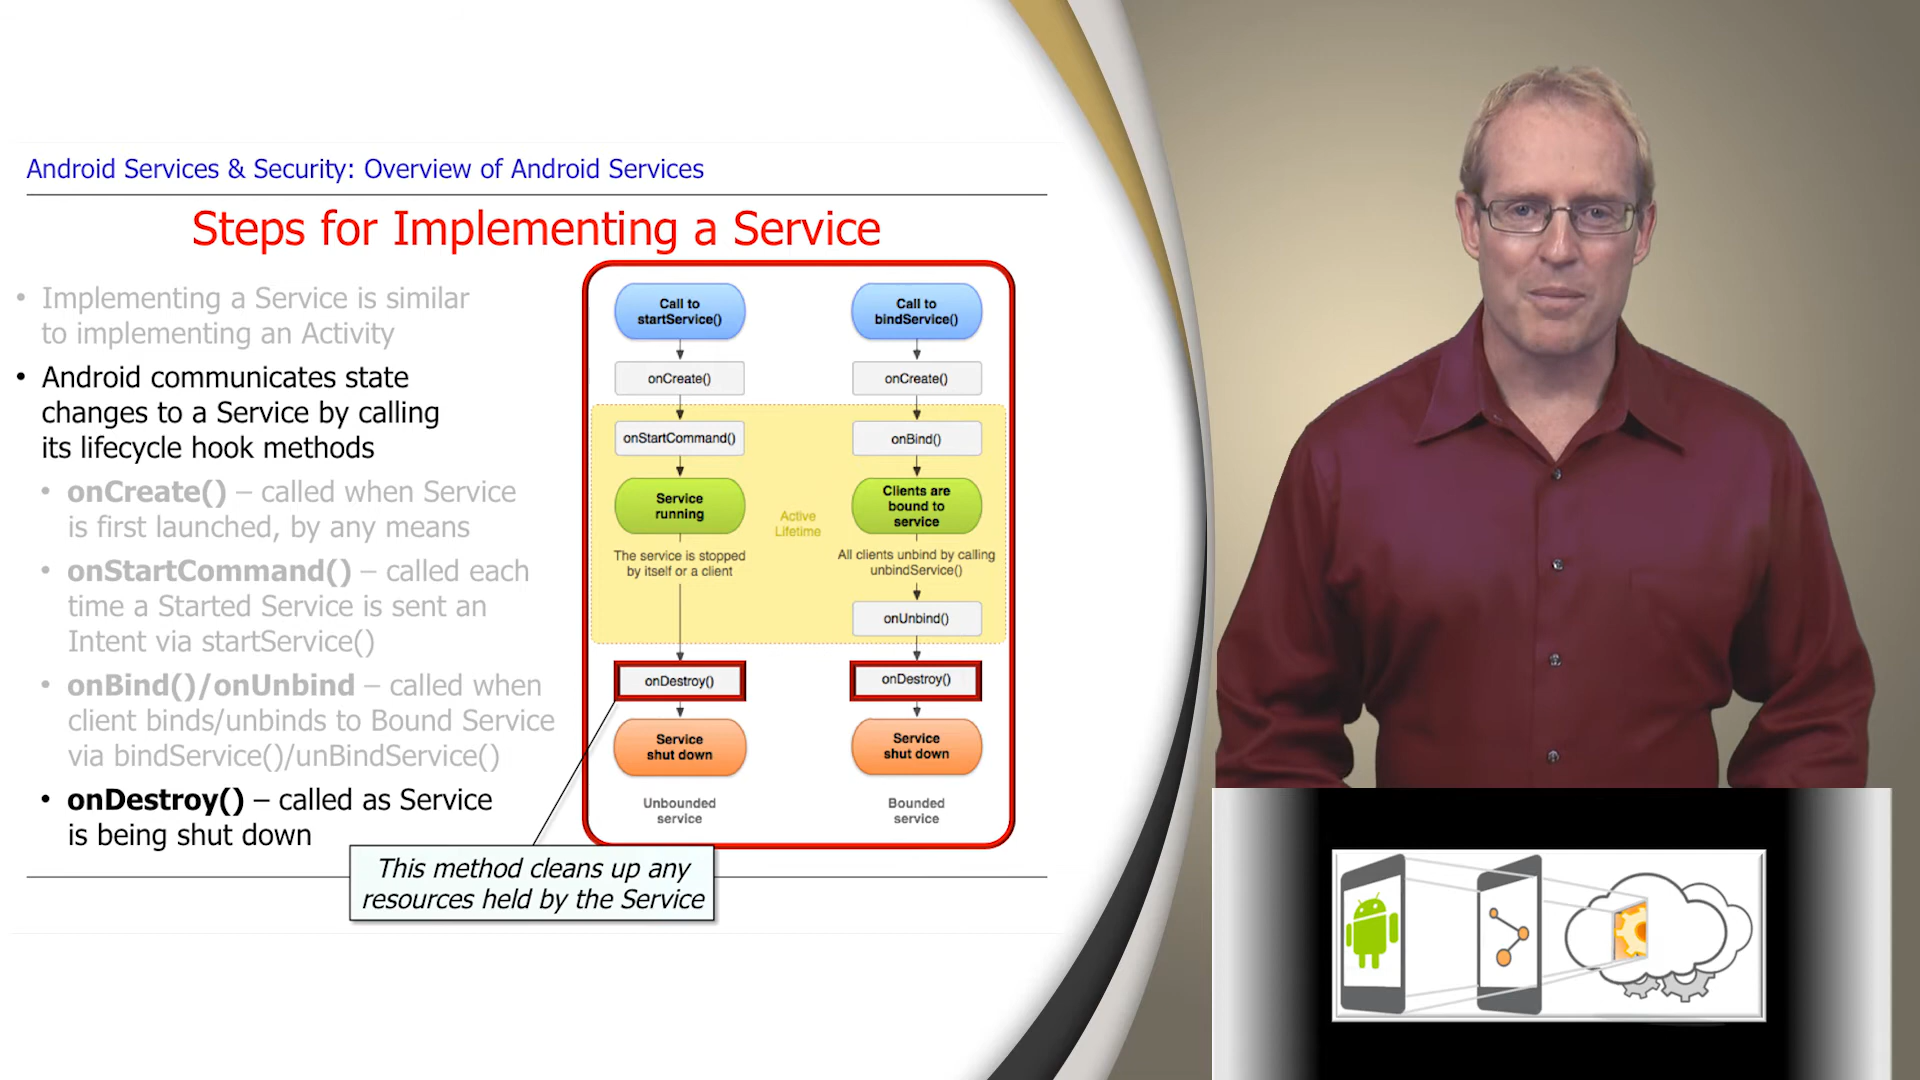 Android Services & Security: Overview of Android Services
Steps for Implementing a Service
• Implementing a Service is similar
to implementing an Activity
• Android communicates state
changes to a Service by calling
its lifecycle hook methods
• onCreate() – called when Service
is first launched, by any means
• onStartCommand() – called each
time a Started Service is sent an
Intent via startService()
• onBind()/onUnbind – called when
client binds/unbinds to Bound Service
via bindService()/unBindService()
• onDestroy() – called as Service
is being shut down
Call to
startService()
onCreate()
onStartCommand()
Service
running
The service is stopped
by itself or a client
onDestroy()
Service
shut down
Unbounded
service
Active
Lifetime
Call to
bindService()
onCreate()
onBind()
Clients are
bound to
service
All clients unbind by calling
unbindService()
onUnbind()
onDestroy()
Service
shut down
Bounded
service
This method cleans up any
resources held by the Service